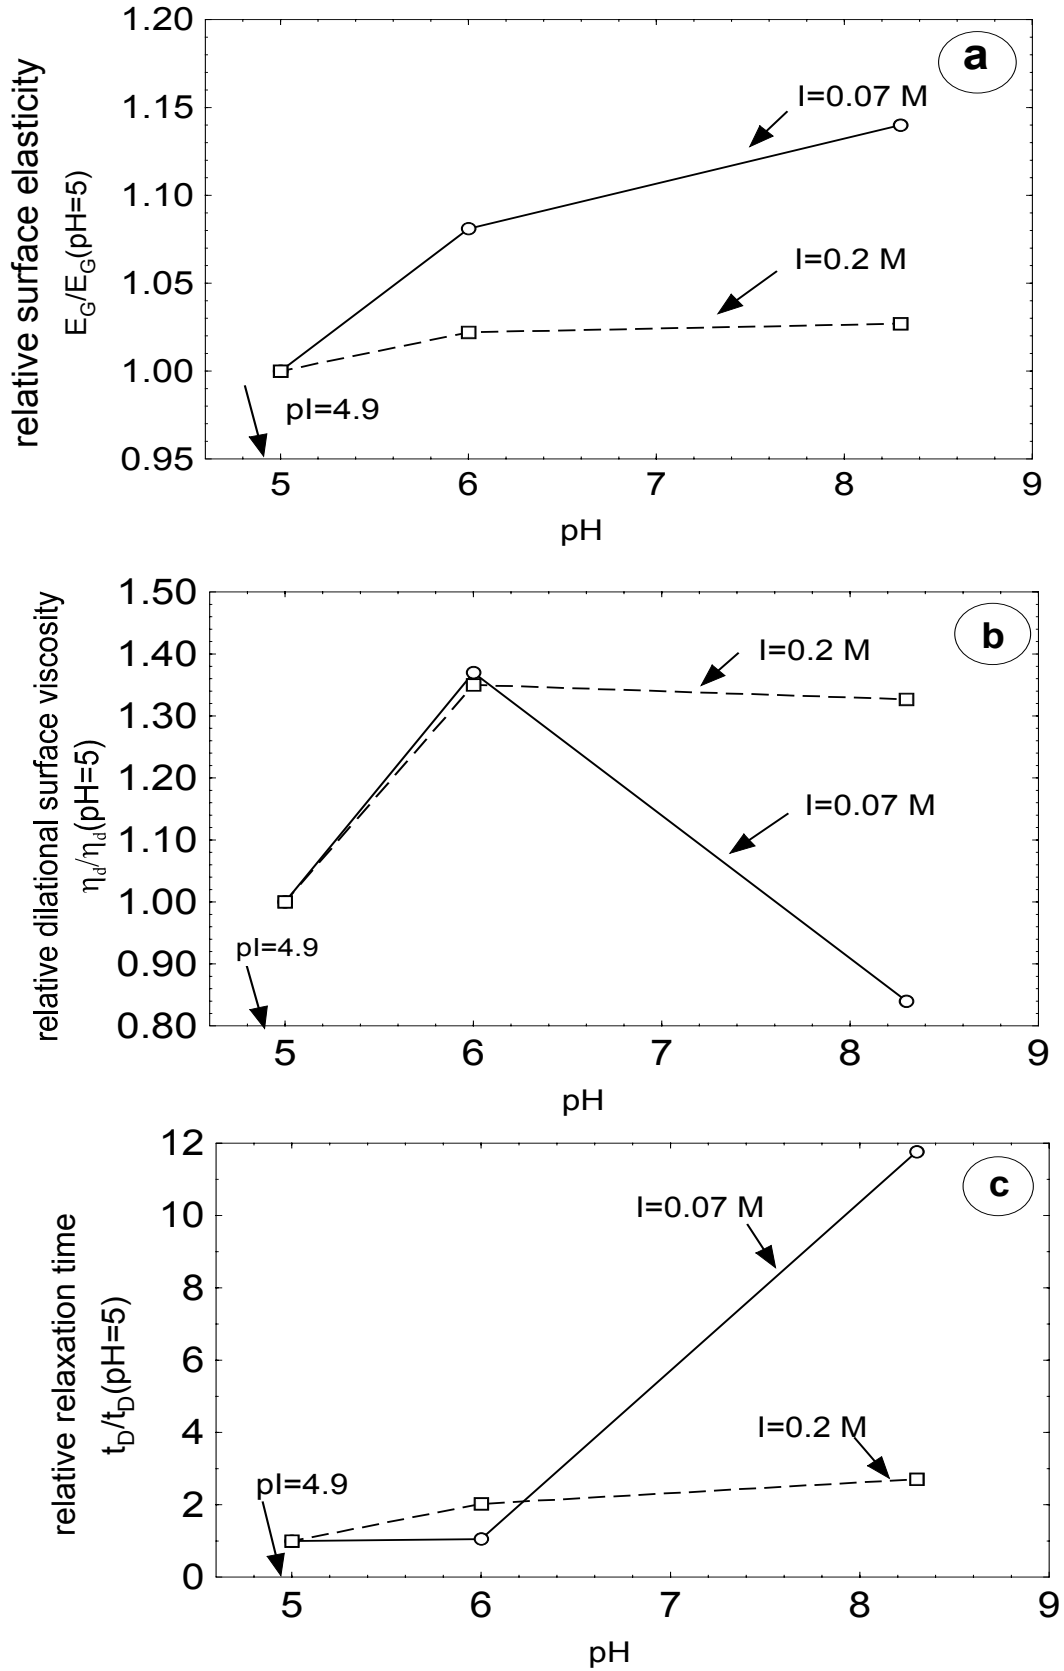 1.20
a
I=0.07 M
1.15
1.10
I=0.2 M
1.05
1.00
pI=4.9
0.95
5 6 7 8 9
pH
relative surface elasticity
E_G/E_G(pH=5)
1.50
b
I=0.2 M
1.40
1.30
1.20
I=0.07 M
1.10
1.00
pI=4.9
0.90
0.80
5 6 7 8 9
pH
relative dilational surface viscosity
η_d/η_d(pH=5)
12
c
I=0.07 M
10
8
6
4
I=0.2 M
pI=4.9
2
0
5 6 7 8 9
pH
relative relaxation time
t_D/t_D(pH=5)